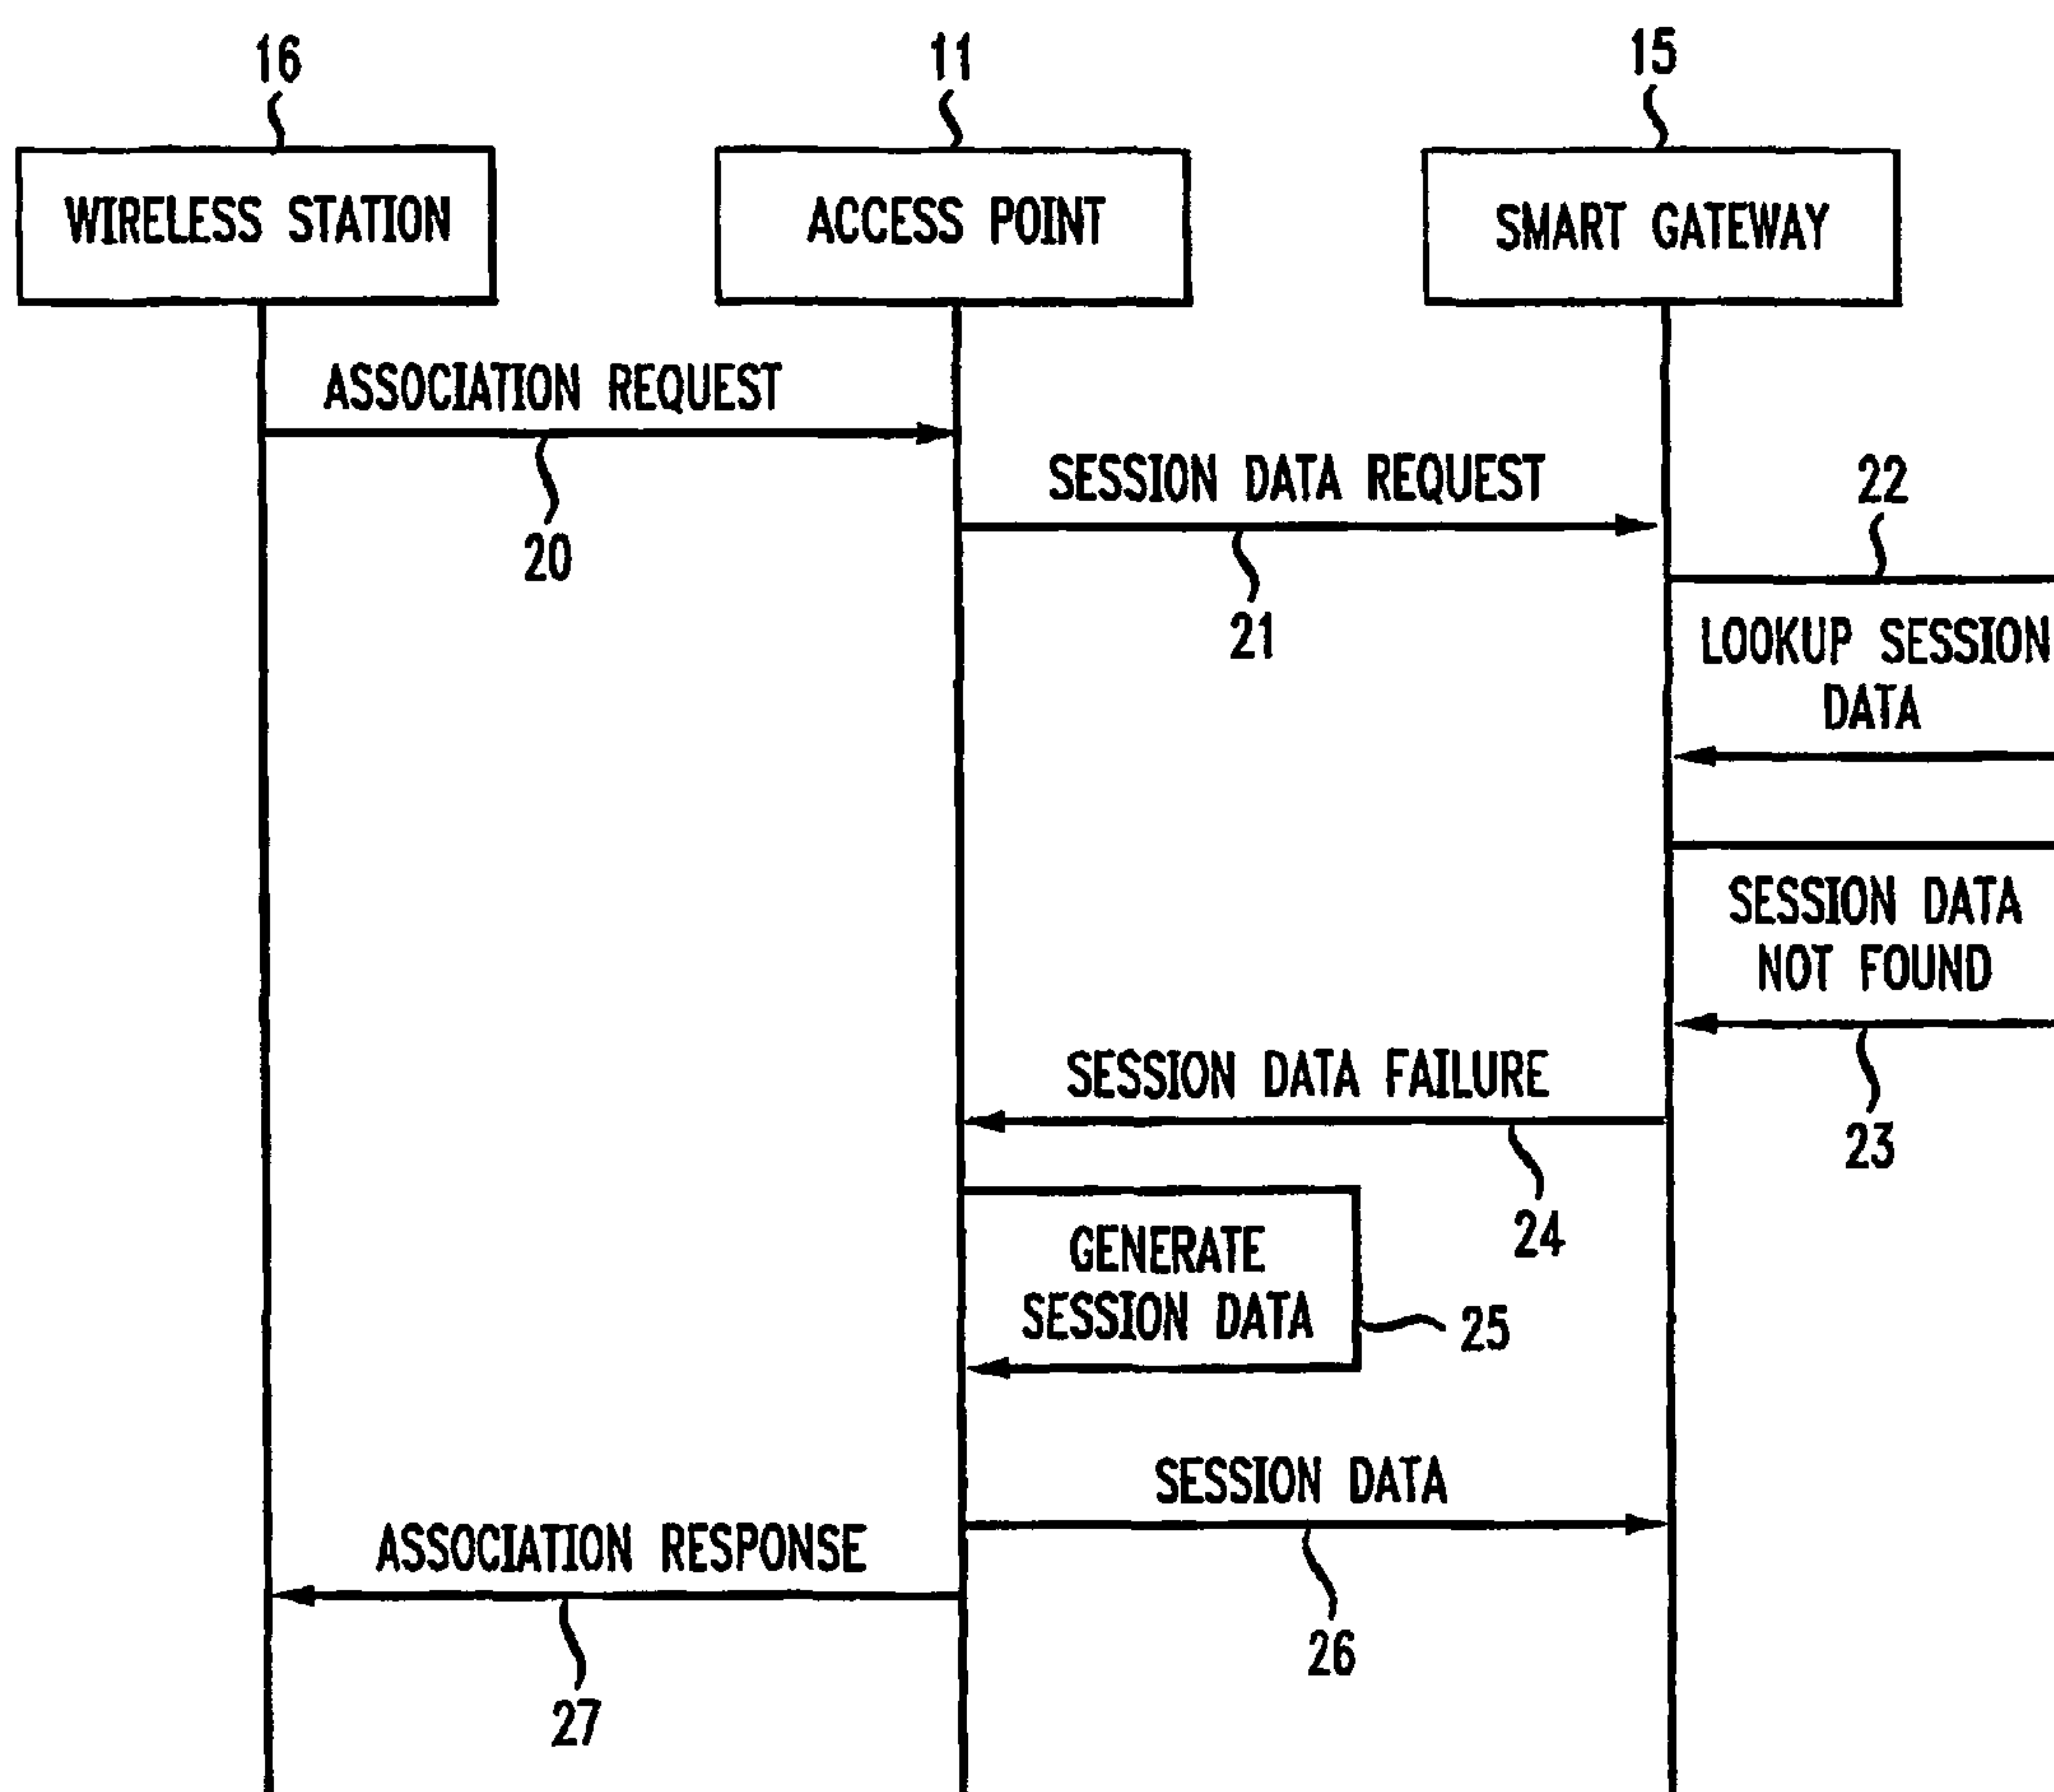 16
11
15
WIRELESS STATION
ACCESS POINT
SMART GATEWAY
ASSOCIATION REQUEST
20
SESSION DATA REQUEST
21
22
LOOKUP SESSION
DATA
SESSION DATA
NOT FOUND
23
SESSION DATA FAILURE
24
GENERATE
SESSION DATA
25
SESSION DATA
26
ASSOCIATION RESPONSE
27